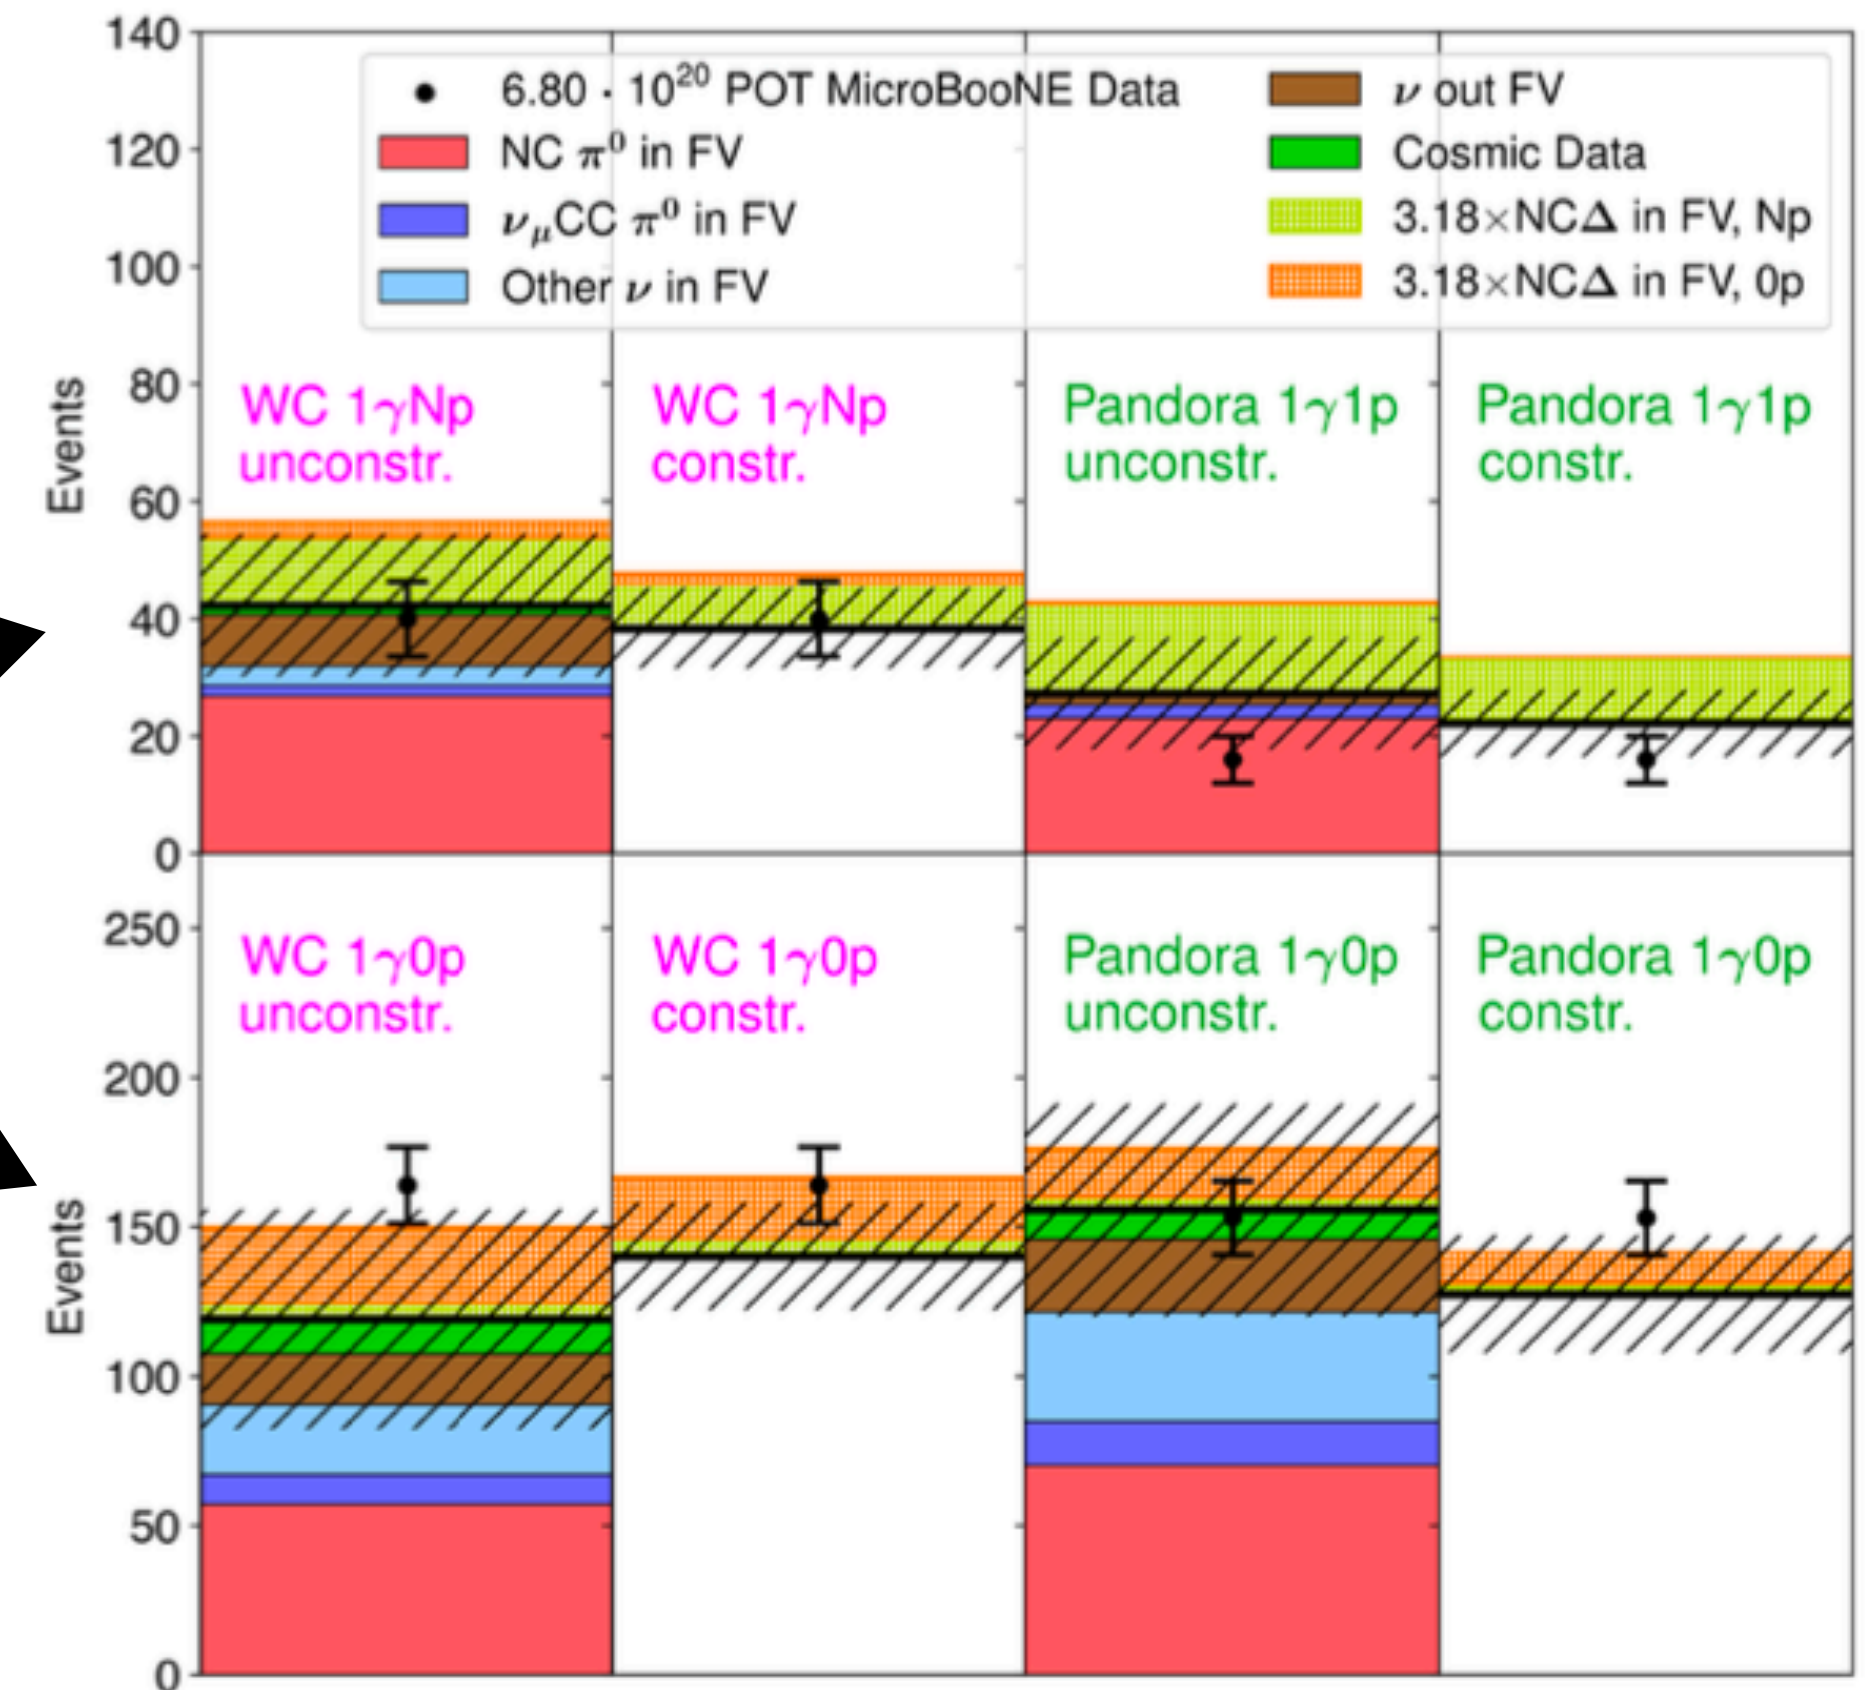 140
120
100
80
60
40
20
0
Events
6.80 · 10²⁰ POT MicroBooNE Data
NC π⁰ in FV
νμCC π⁰ in FV
Other ν in FV
ν out FV
Cosmic Data
3.18×NCΔ in FV, Np
3.18×NCΔ in FV, 0p
WC 1γNp
unconstr.
WC 1γNp
constr.
Pandora 1γ1p
unconstr.
Pandora 1γ1p
constr.
250
200
150
100
50
0
Events
WC 1γ0p
unconstr.
WC 1γ0p
constr.
Pandora 1γ0p
unconstr.
Pandora 1γ0p
constr.